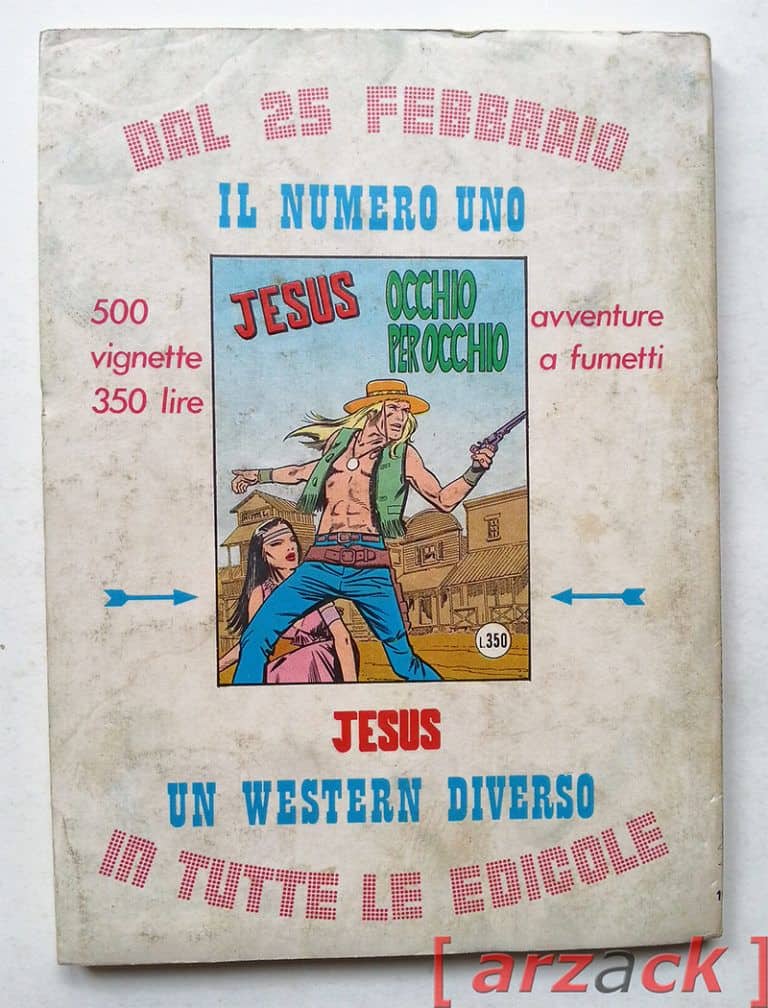 DAL 25 FEBBRAIO
IL NUMERO UNO
500
vignette
350 lire
JESUS
OCCHIO
PER OCCHIO
L.350
avventure
a fumetti
JESUS
UN WESTERN DIVERSO
IN TUTTE LE EDICOLE
[ arzack ]